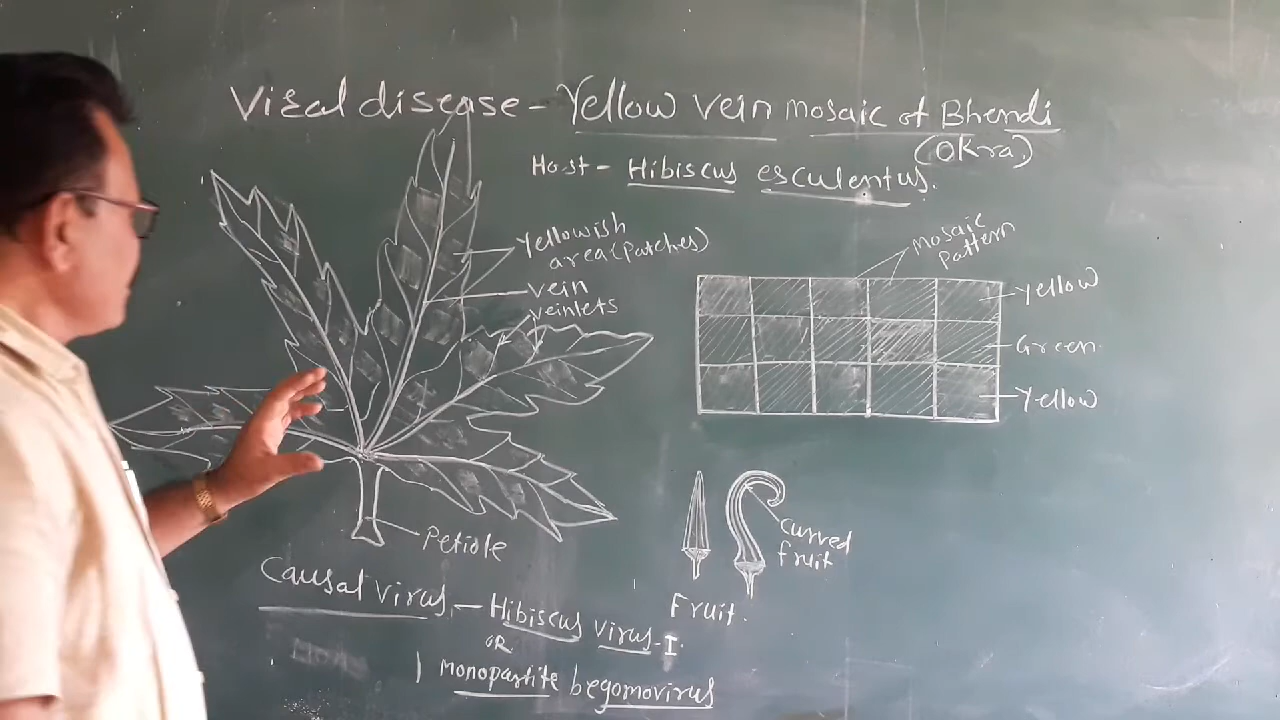 Viral disease - Yellow vein mosaic of Bhendi
(Okra)
Host - Hibiscus esculentus.
Yellowish
area (patches)
vein
veinlets
Petiole
mosaic
pattern
Yellow
Green
Yellow
curved
fruit
Fruit.
Causal virus - Hibiscus virus-I.
OR
monopartite begomovirus